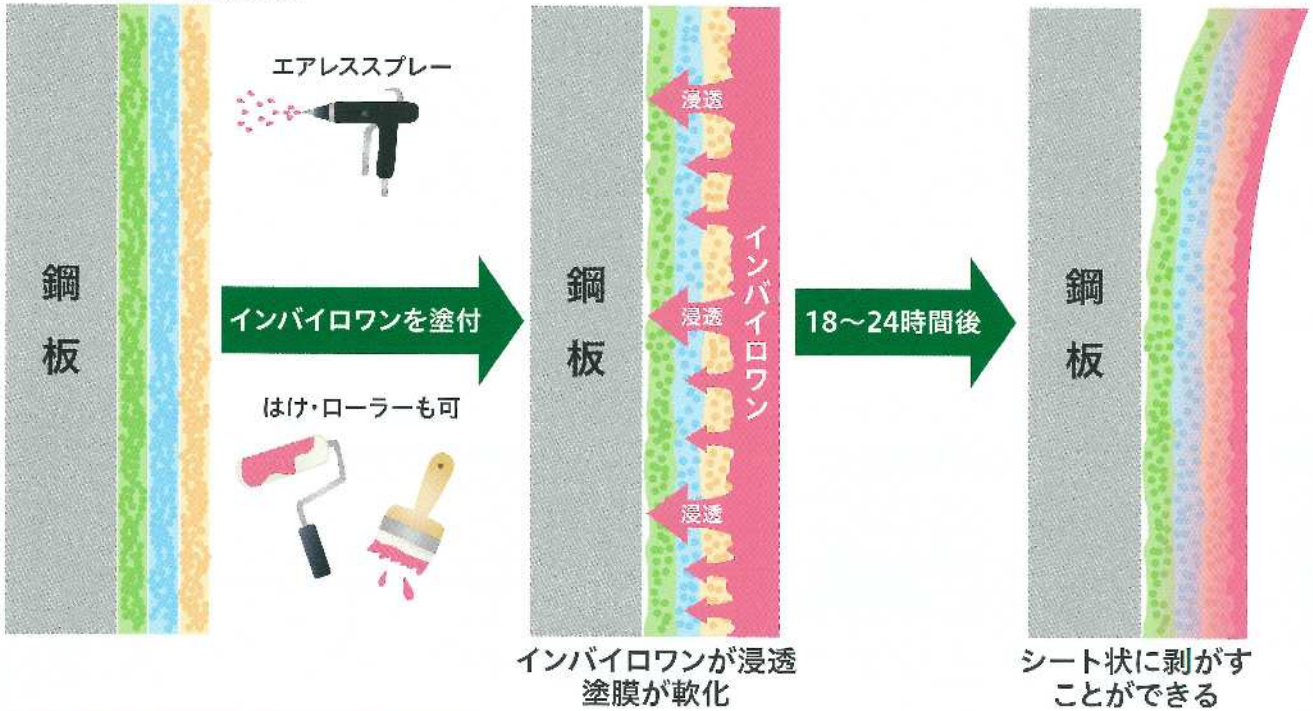 鋼板
エアレススプレー
インバイロワンを塗付
はけ・ローラーも可
鋼板
浸透
浸透
浸透
インバイロワン
インバイロワンが浸透
塗膜が軟化
18～24時間後
鋼板
シート状に剥がす
ことができる